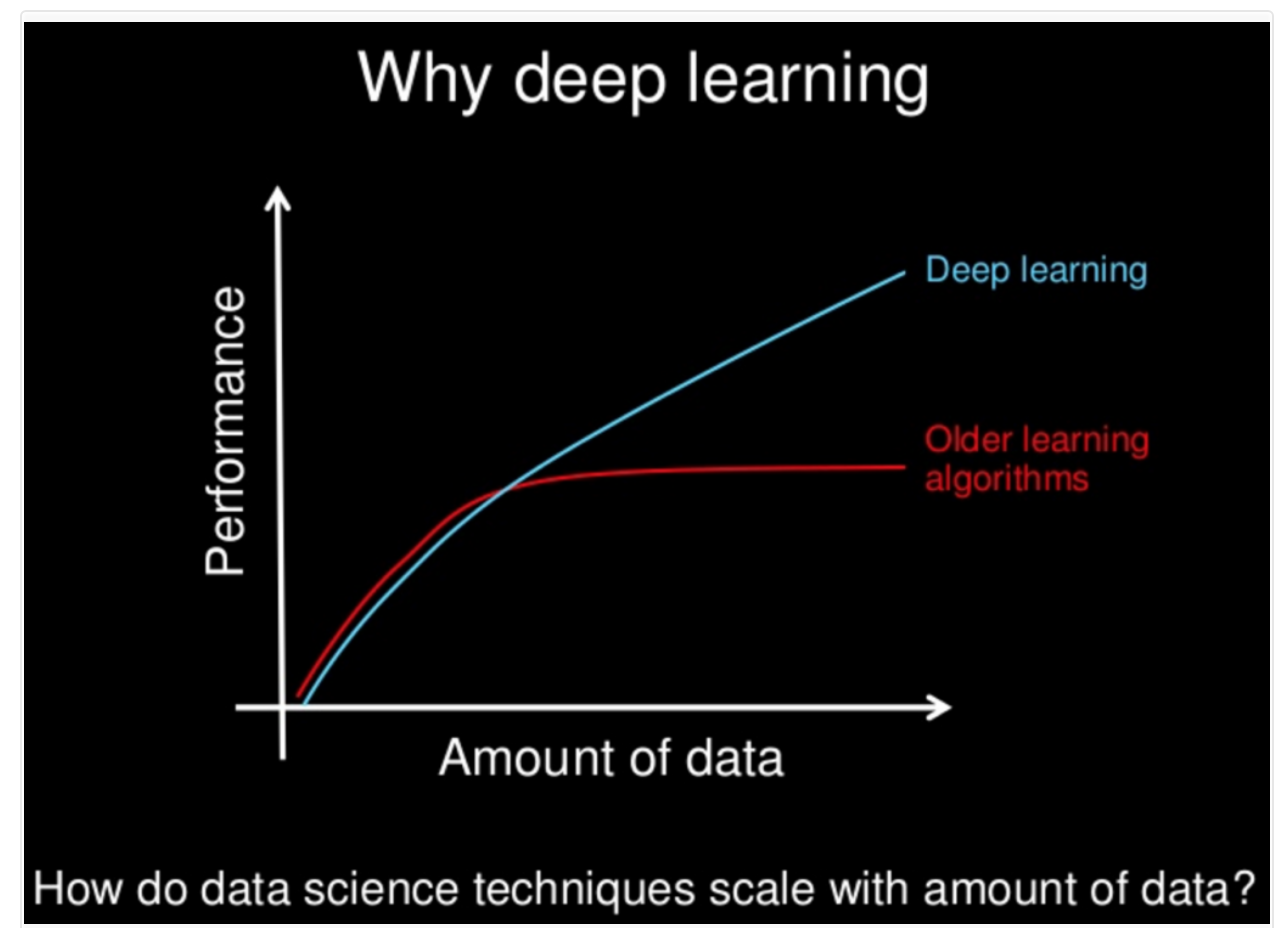 Why deep learning
Performance
Deep learning
Older learning
algorithms
Amount of data
How do data science techniques scale with amount of data?